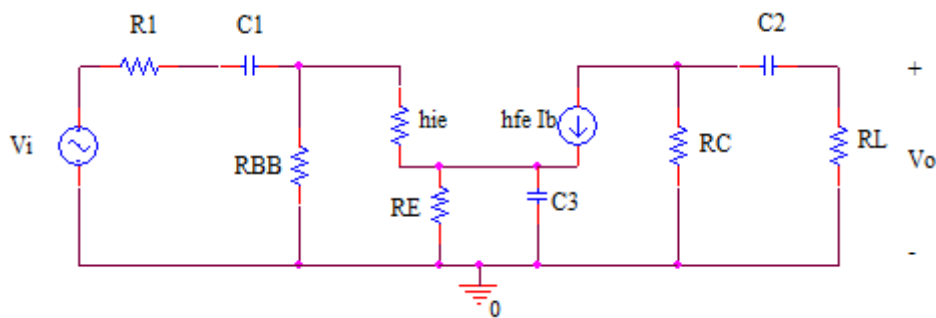 R1
C1
C2
+
Vi
RBB
hie
hfe Ib
RC
RL
Vo
RE
C3
-
0